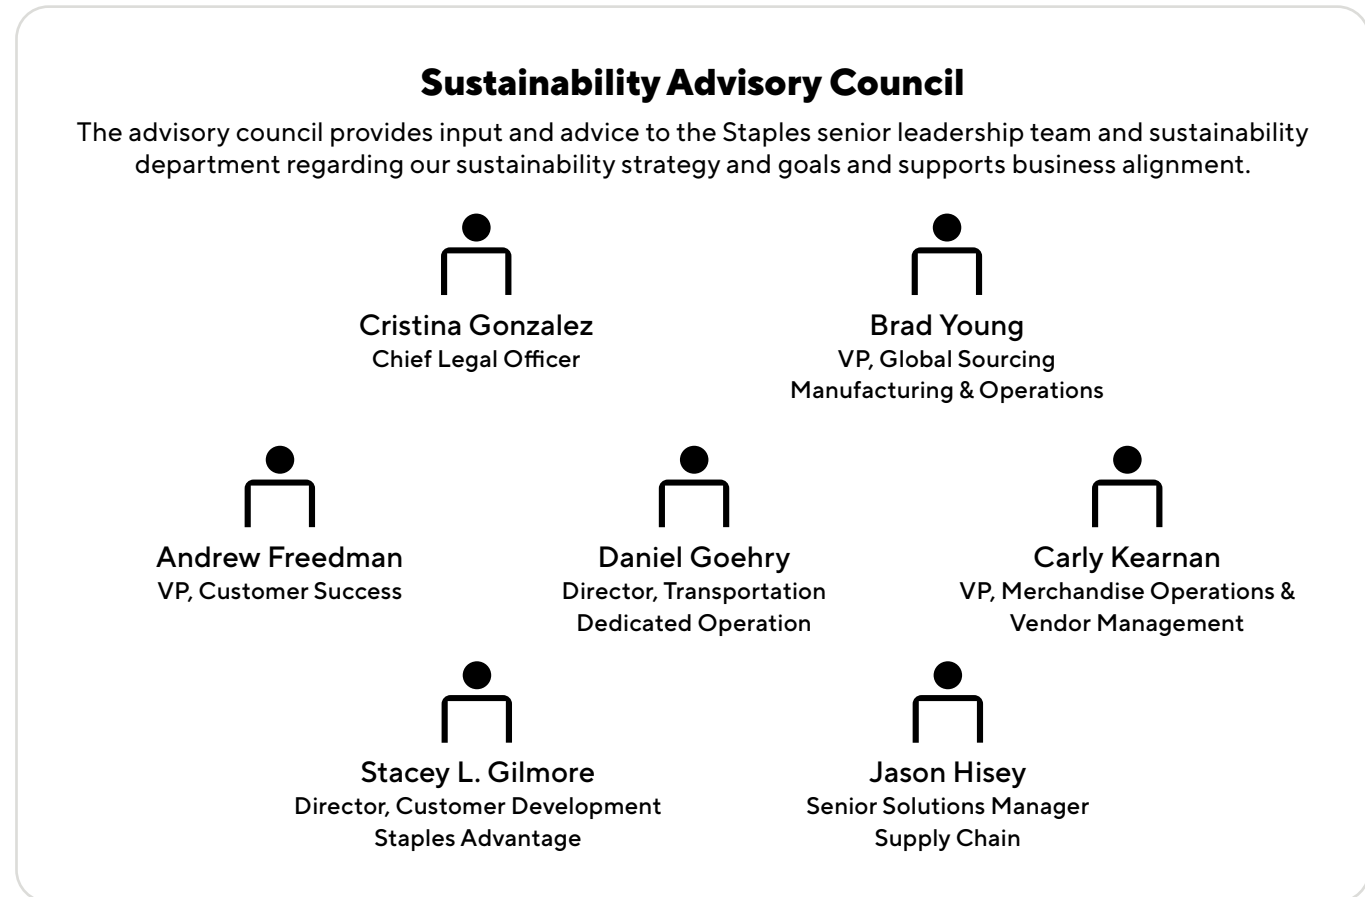 Sustainability Advisory Council
The advisory council provides input and advice to the Staples senior leadership team and sustainability
department regarding our sustainability strategy and goals and supports business alignment.
Cristina Gonzalez
Chief Legal Officer
Brad Young
VP, Global Sourcing
Manufacturing & Operations
Andrew Freedman
VP, Customer Success
Daniel Goehry
Director, Transportation
Dedicated Operation
Carly Kearnan
VP, Merchandise Operations &
Vendor Management
Stacey L. Gilmore
Director, Customer Development
Staples Advantage
Jason Hisey
Senior Solutions Manager
Supply Chain